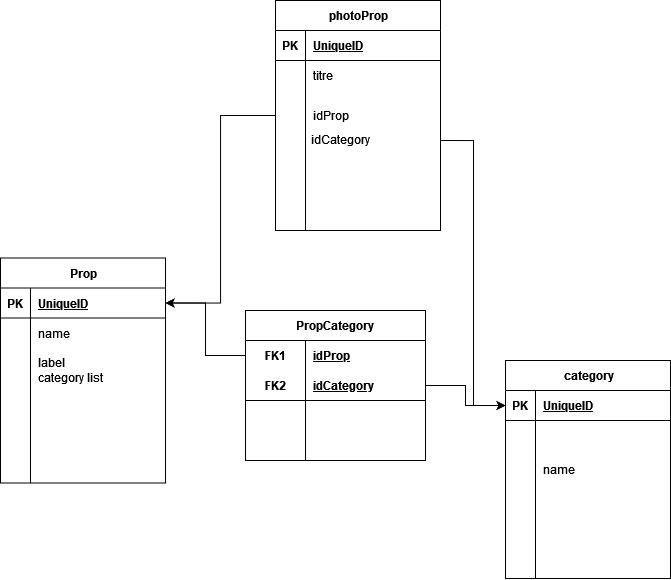 photoProp
PK UniqueID
titre
idProp
idCategory
Prop
PK UniqueID
name
label
category list
PropCategory
FK1 idProp
FK2 idCategory
category
PK UniqueID
name